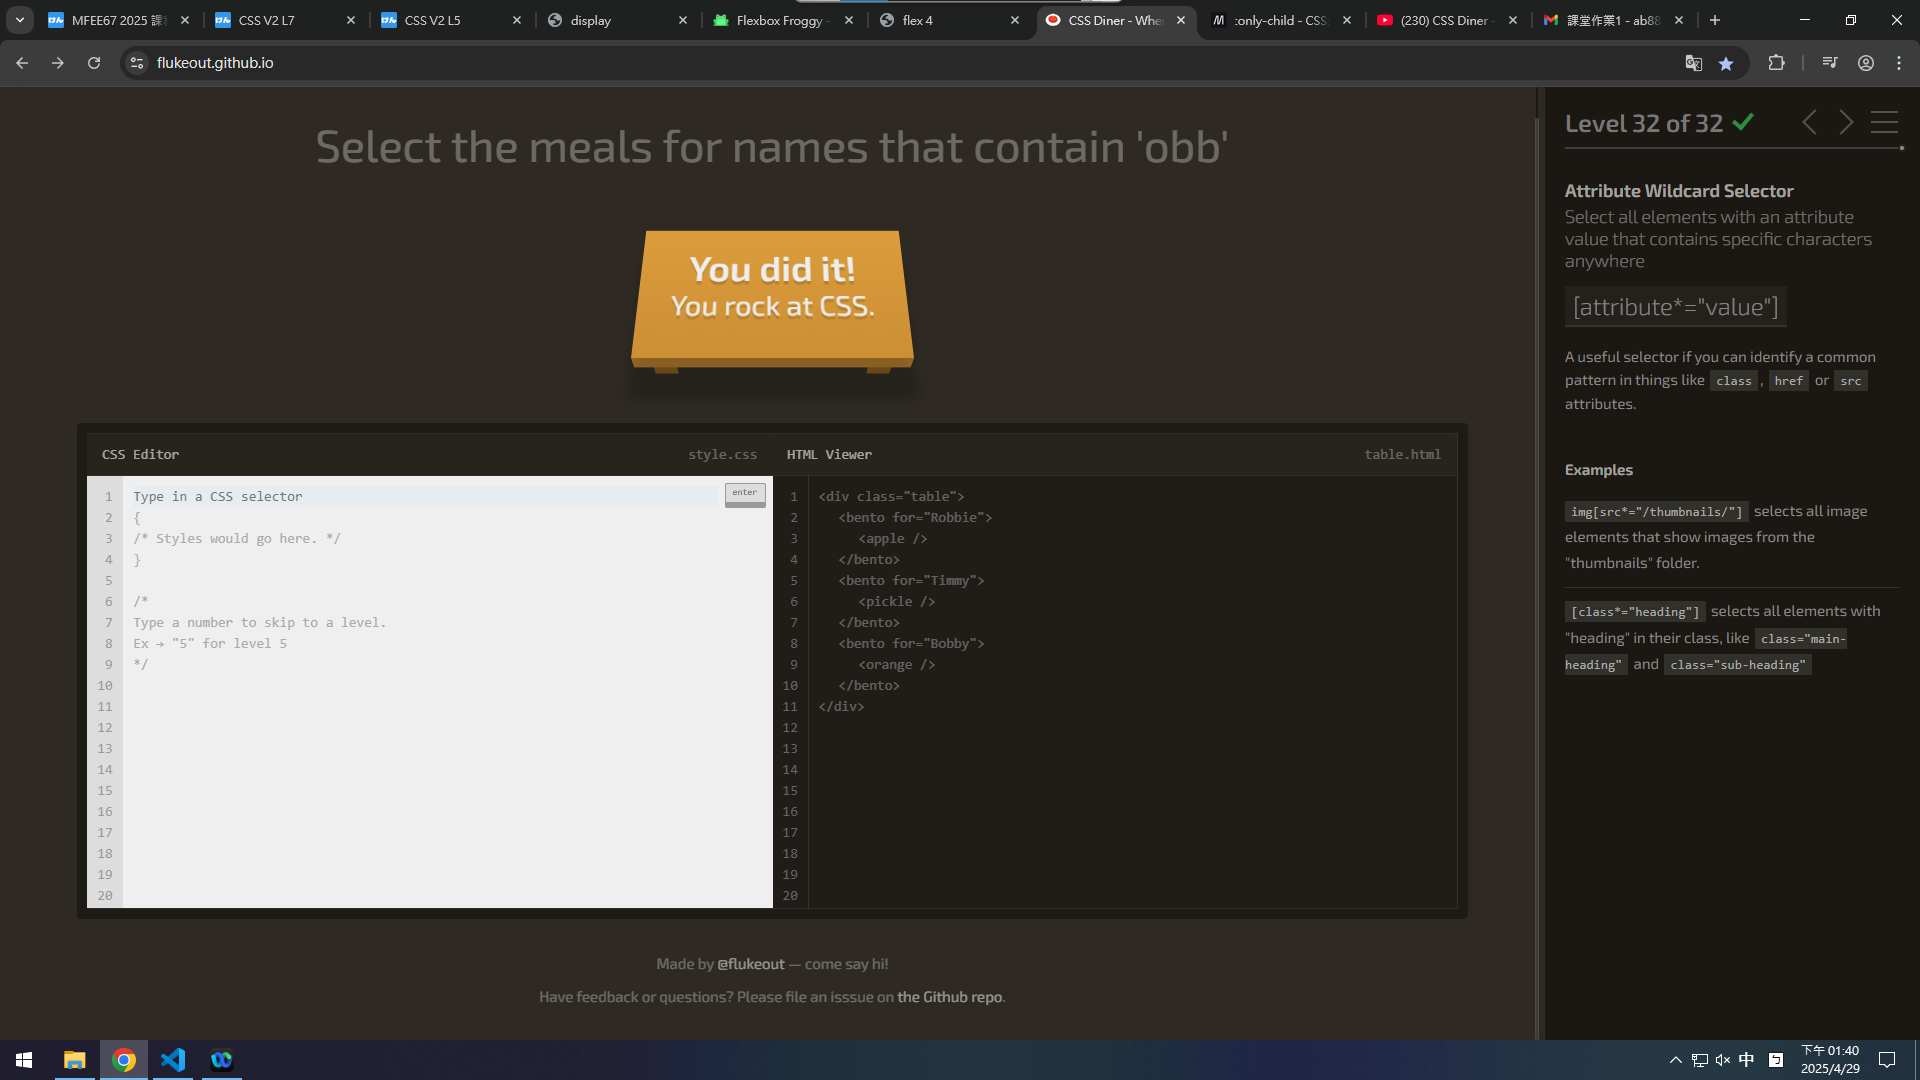 MFEE67 2025 課
CSS V2 L7
CSS V2 L5
display
Flexbox Froggy -
flex 4
CSS Diner - Whe
:only-child - CSS
(230) CSS Diner -
課堂作業1 - ab88
flukeout.github.io
Select the meals for names that contain 'obb'
You did it!
You rock at CSS.
CSS Editor
style.css
HTML Viewer
table.html
1 Type in a CSS selector
enter
2 {
3 /* Styles would go here. */
4 }
5
6 /*
7 Type a number to skip to a level.
8 Ex → "5" for level 5
9 */
10
11
12
13
14
15
16
17
18
19
20
1 <div class="table">
2 <bento for="Robbie">
3 <apple />
4 </bento>
5 <bento for="Timmy">
6 <pickle />
7 </bento>
8 <bento for="Bobby">
9 <orange />
10 </bento>
11 </div>
12
13
14
15
16
17
18
19
20
Made by @flukeout — come say hi!
Have feedback or questions? Please file an isssue on the Github repo.
Level 32 of 32
Attribute Wildcard Selector
Select all elements with an attribute
value that contains specific characters
anywhere
[attribute*="value"]
A useful selector if you can identify a common
pattern in things like class , href or src
attributes.
Examples
img[src*="/thumbnails/"] selects all image
elements that show images from the
"thumbnails" folder.
[class*="heading"] selects all elements with
"heading" in their class, like class="main-
heading" and class="sub-heading"
中
ㄅ
下午 01:40
2025/4/29